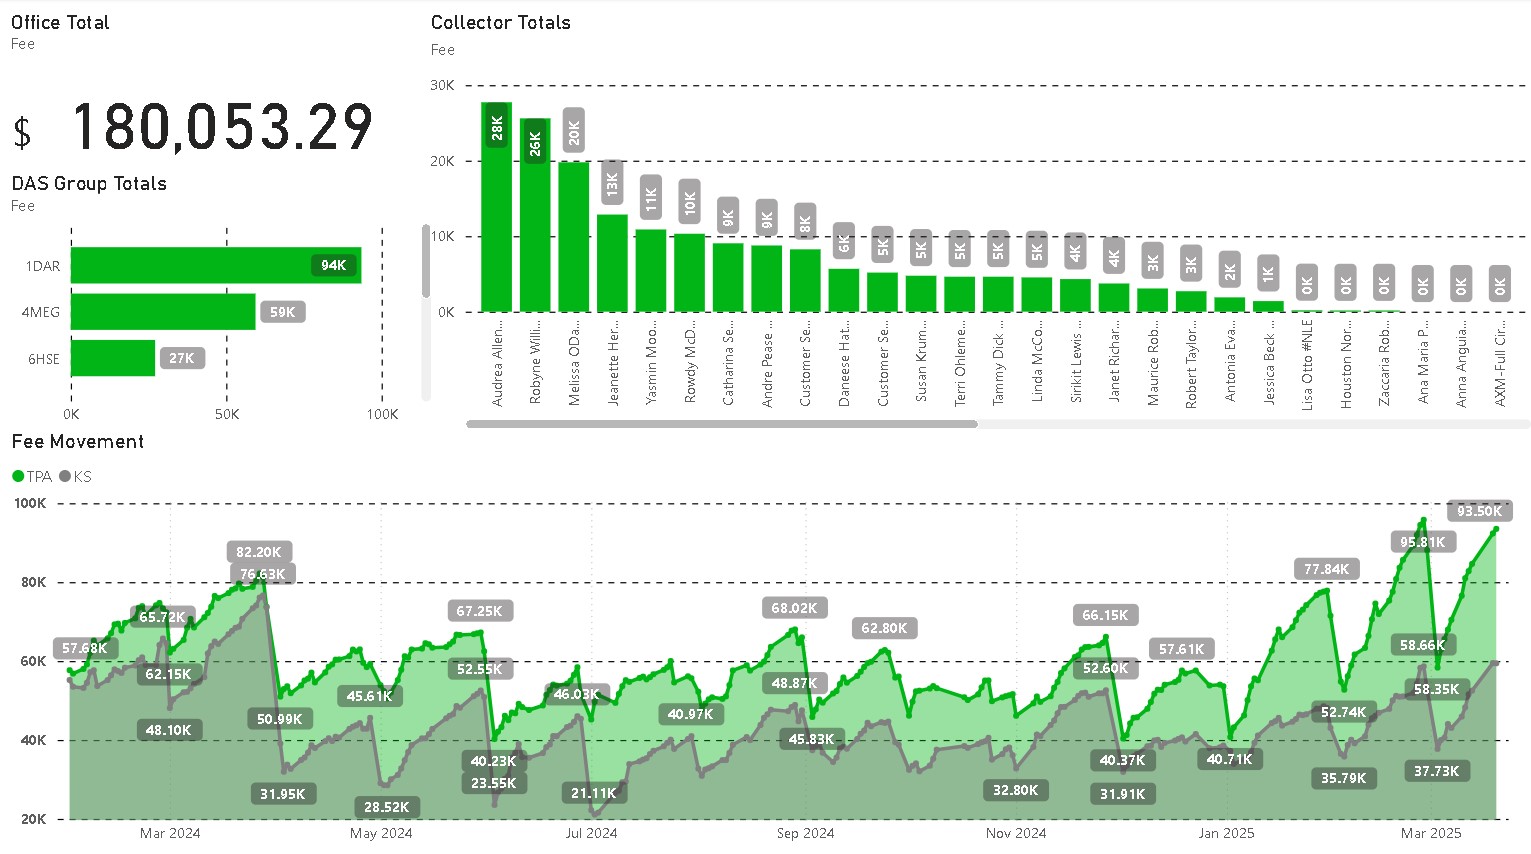 Office Total
Fee
$ 180,053.29
DAS Group Totals
Fee
1DAR
94K
4MEG
59K
6HSE
27K
0K
50K
100K
Collector Totals
Fee
30K
20K
10K
0K
28K
26K
20K
13K
11K
10K
9K
9K
8K
6K
5K
5K
5K
5K
5K
4K
4K
3K
3K
2K
1K
0K
0K
0K
0K
0K
0K
Audrea Allen...
Robyne Willi...
Melissa ODa...
Jeanette Her...
Yasmin Moo...
Rowdy McD...
Catharina Se...
Andre Pease ...
Customer Se...
Daneese Hat...
Customer Se...
Susan Krum...
Terri Ohleme...
Tammy Dick ...
Linda McCo...
Sirikit Lewis ...
Janet Richar...
Maurice Rob...
Robert Taylor...
Antonia Eva...
Jessica Beck ...
Lisa Otto #NLE
Houston Nor...
Zaccaria Rob...
Ana Maria P...
Anna Anguia...
AXM-Full Cir...
Fee Movement
TPA KS
100K
80K
60K
40K
20K
57.68K
65.72K
62.15K
48.10K
82.20K
76.63K
50.99K
31.95K
45.61K
28.52K
67.25K
52.55K
40.23K
23.55K
46.03K
21.11K
40.97K
68.02K
48.87K
45.83K
62.80K
32.80K
66.15K
52.60K
40.37K
31.91K
57.61K
40.71K
77.84K
52.74K
35.79K
95.81K
58.66K
58.35K
37.73K
93.50K
Mar 2024
May 2024
Jul 2024
Sep 2024
Nov 2024
Jan 2025
Mar 2025